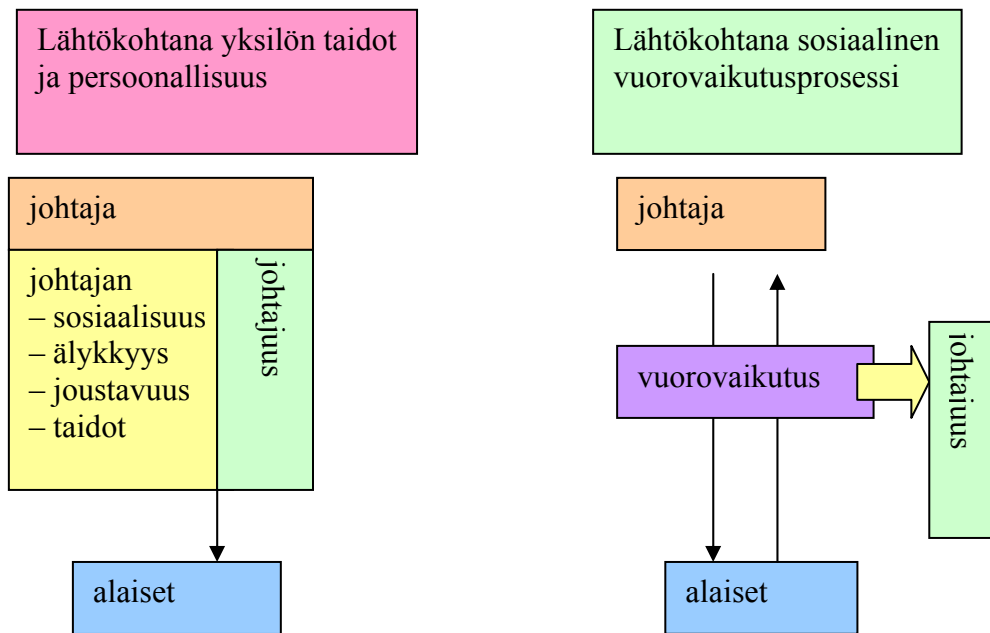 Lähtökohtana yksilön taidot
ja persoonallisuus
johtaja
johtajan
– sosiaalisuus
– älykkyys
– joustavuus
– taidot
johtajuus
alaiset
Lähtökohtana sosiaalinen
vuorovaikutusprosessi
johtaja
vuorovaikutus
johtajuus
alaiset